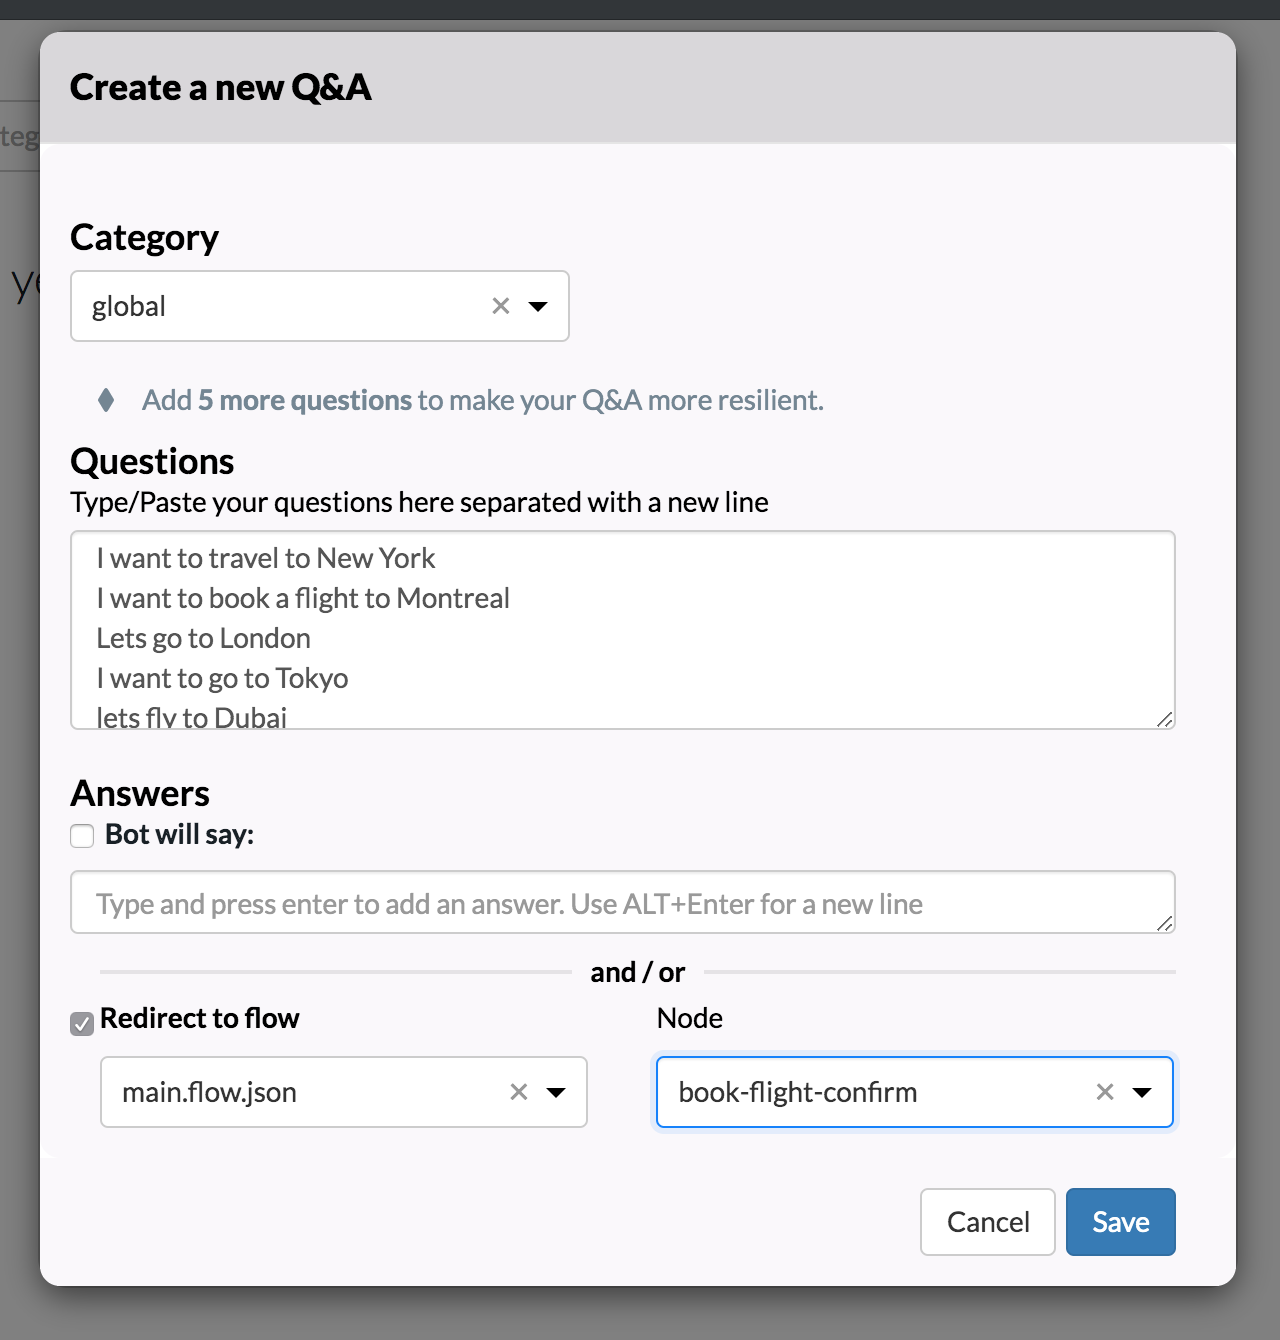 Create a new Q&A
teg
ye
Category
global
Add 5 more questions to make your Q&A more resilient.
Questions
Type/Paste your questions here separated with a new line
I want to travel to New York
I want to book a flight to Montreal
Lets go to London
I want to go to Tokyo
lets fly to Dubai
Answers
Bot will say:
Type and press enter to add an answer. Use ALT+Enter for a new line
and / or
Redirect to flow
Node
main.flow.json
book-flight-confirm
Cancel
Save